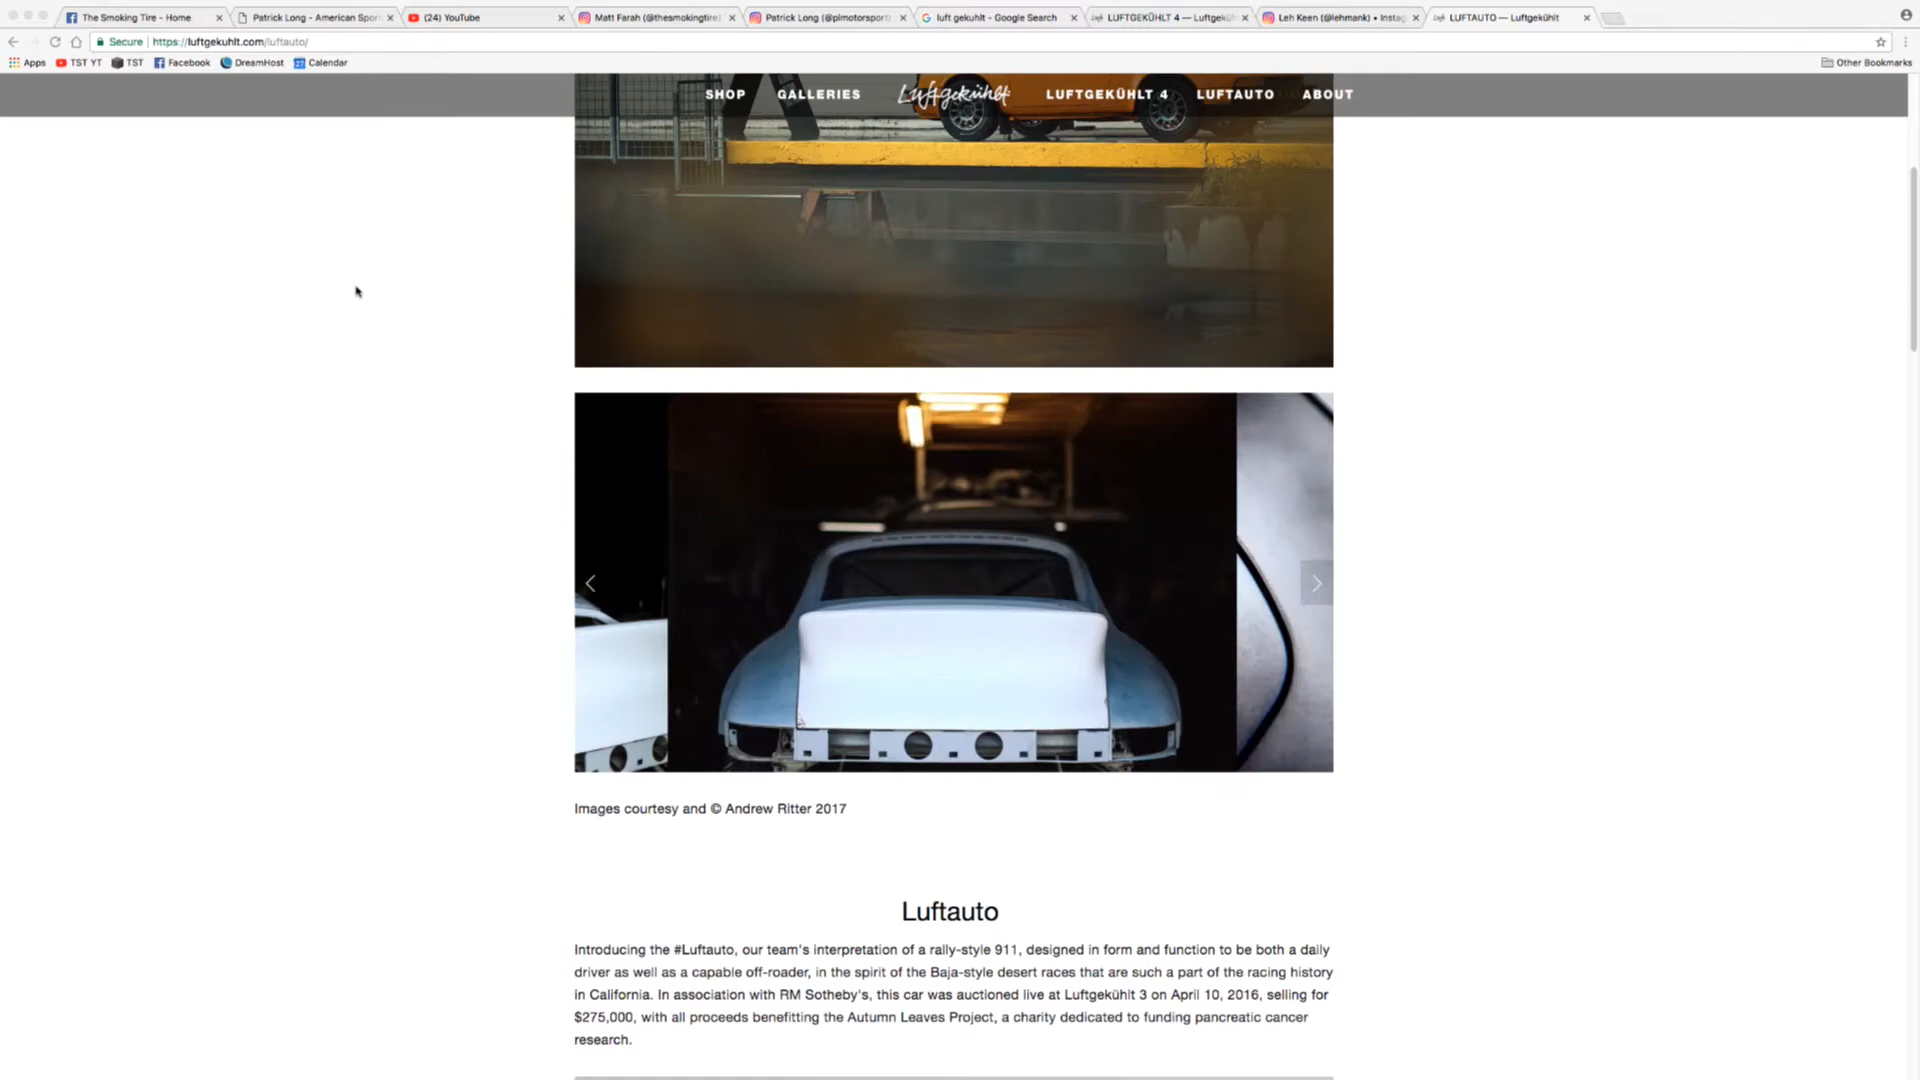 The Smoking Tire - Home
Patrick Long - American Sport
(24) YouTube
Matt Farah (@thesmokingtire)
Patrick Long (@plmotorsport)
luft gekuhlt - Google Search
LUFTGEKÜHLT 4 — Luftgeküh
Leh Keen (@lehmank) • Instag
LUFTAUTO — Luftgekühlt
Secure
https://luftgekuhlt.com/luftauto/
Apps
TST YT
TST
Facebook
DreamHost
27
Calendar
Other Bookmarks
SHOP
GALLERIES
Luftgekühlt
LUFTGEKÜHLT 4
LUFTAUTO
ABOUT
Images courtesy and © Andrew Ritter 2017
Luftauto
Introducing the #Luftauto, our team's interpretation of a rally-style 911, designed in form and function to be both a daily
driver as well as a capable off-roader, in the spirit of the Baja-style desert races that are such a part of the racing history
in California. In association with RM Sotheby's, this car was auctioned live at Luftgekühlt 3 on April 10, 2016, selling for
$275,000, with all proceeds benefitting the Autumn Leaves Project, a charity dedicated to funding pancreatic cancer
research.